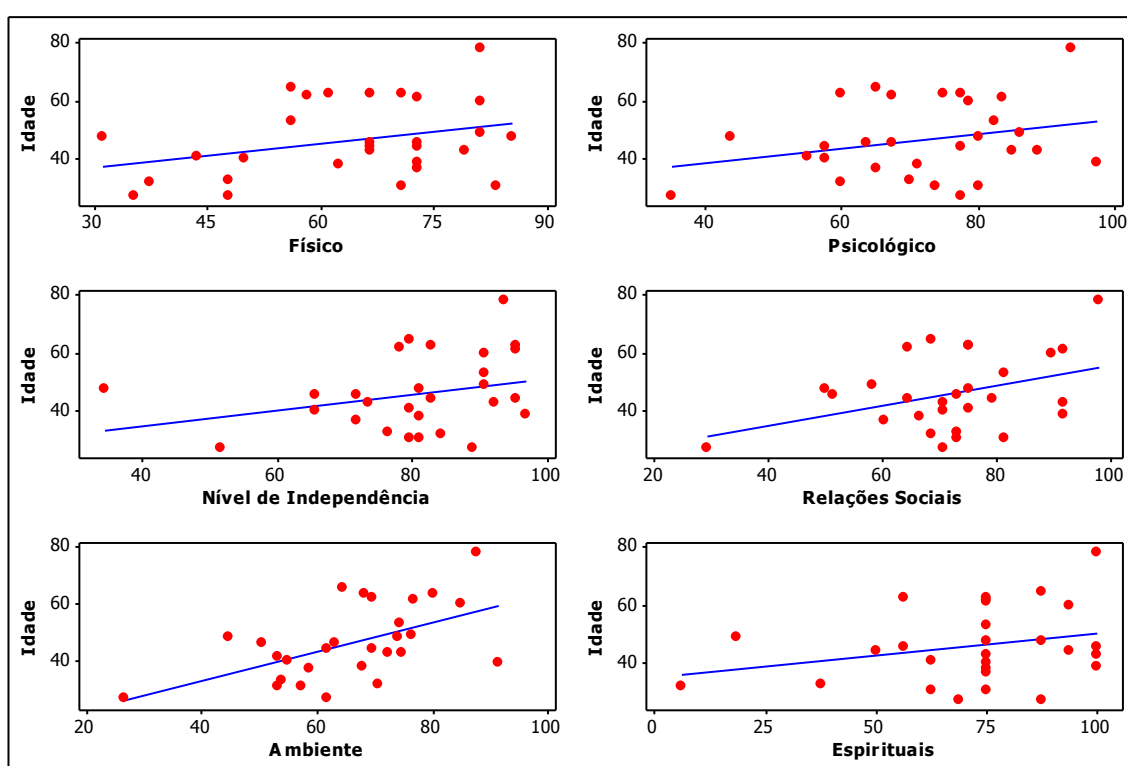 80
60
40
Idade
30 45 60 75 90
Físico
80
60
40
Idade
40 60 80 100
Psicológico
80
60
40
Idade
40 60 80 100
Nível de Independência
80
60
40
Idade
20 40 60 80 100
Relações Sociais
80
60
40
Idade
20 40 60 80 100
Ambiente
80
60
40
Idade
0 25 50 75 100
Espirituais